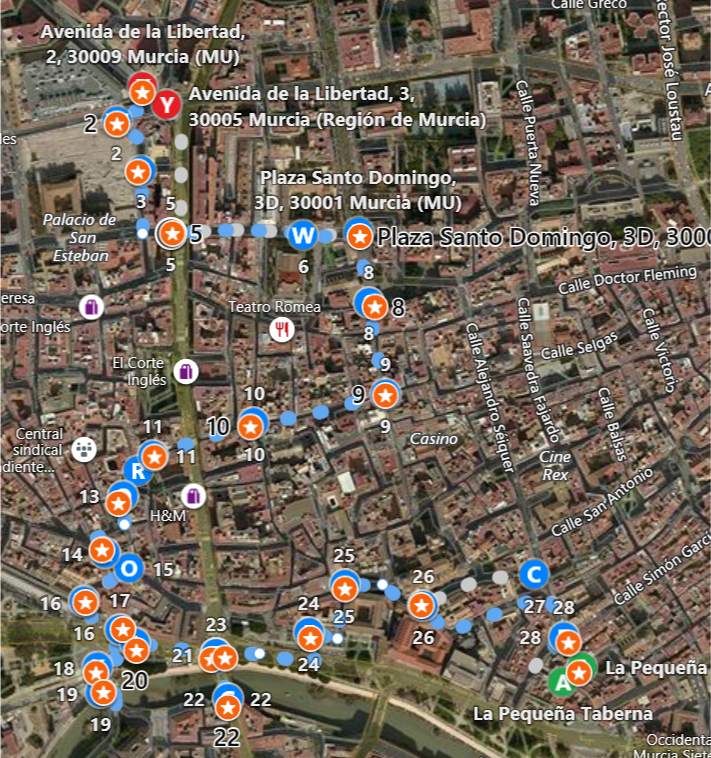 Calle Greco
Avenida de la Libertad,
2, 30009 Murcia (MU)
Y
Avenida de la Libertad, 3,
30005 Murcia (Región de Murcia)
Calle Puerta Nueva
ector José Loustau
2
2
3
5
5
5
Palacio de
San
Esteban
Plaza Santo Domingo,
3D, 30001 Murcia (MU)
W
6
Plaza Santo Domingo, 3D, 300
8
Calle Doctor Fleming
eresa
orte Inglés
Teatro Romea
8
8
Calle Selgas
Calle Victorio
Calle Saavedra Fajardo
Calle Alejandro Séiquer
El Corte
Inglés
9
9
9
10
10
10
Calle Balsas
Casino
Central
sindical
diente...
11
11
R
Cine
Rex
13
H&M
Calle San Antonio
14
O
15
C
Calle Simón Garcí
16
17
25
26
27
28
16
24
25
26
28
23
21
24
18
20
19
19
22
22
22
A
La Pequeña
La Pequeña Taberna
Occidenta
Murcia Siete